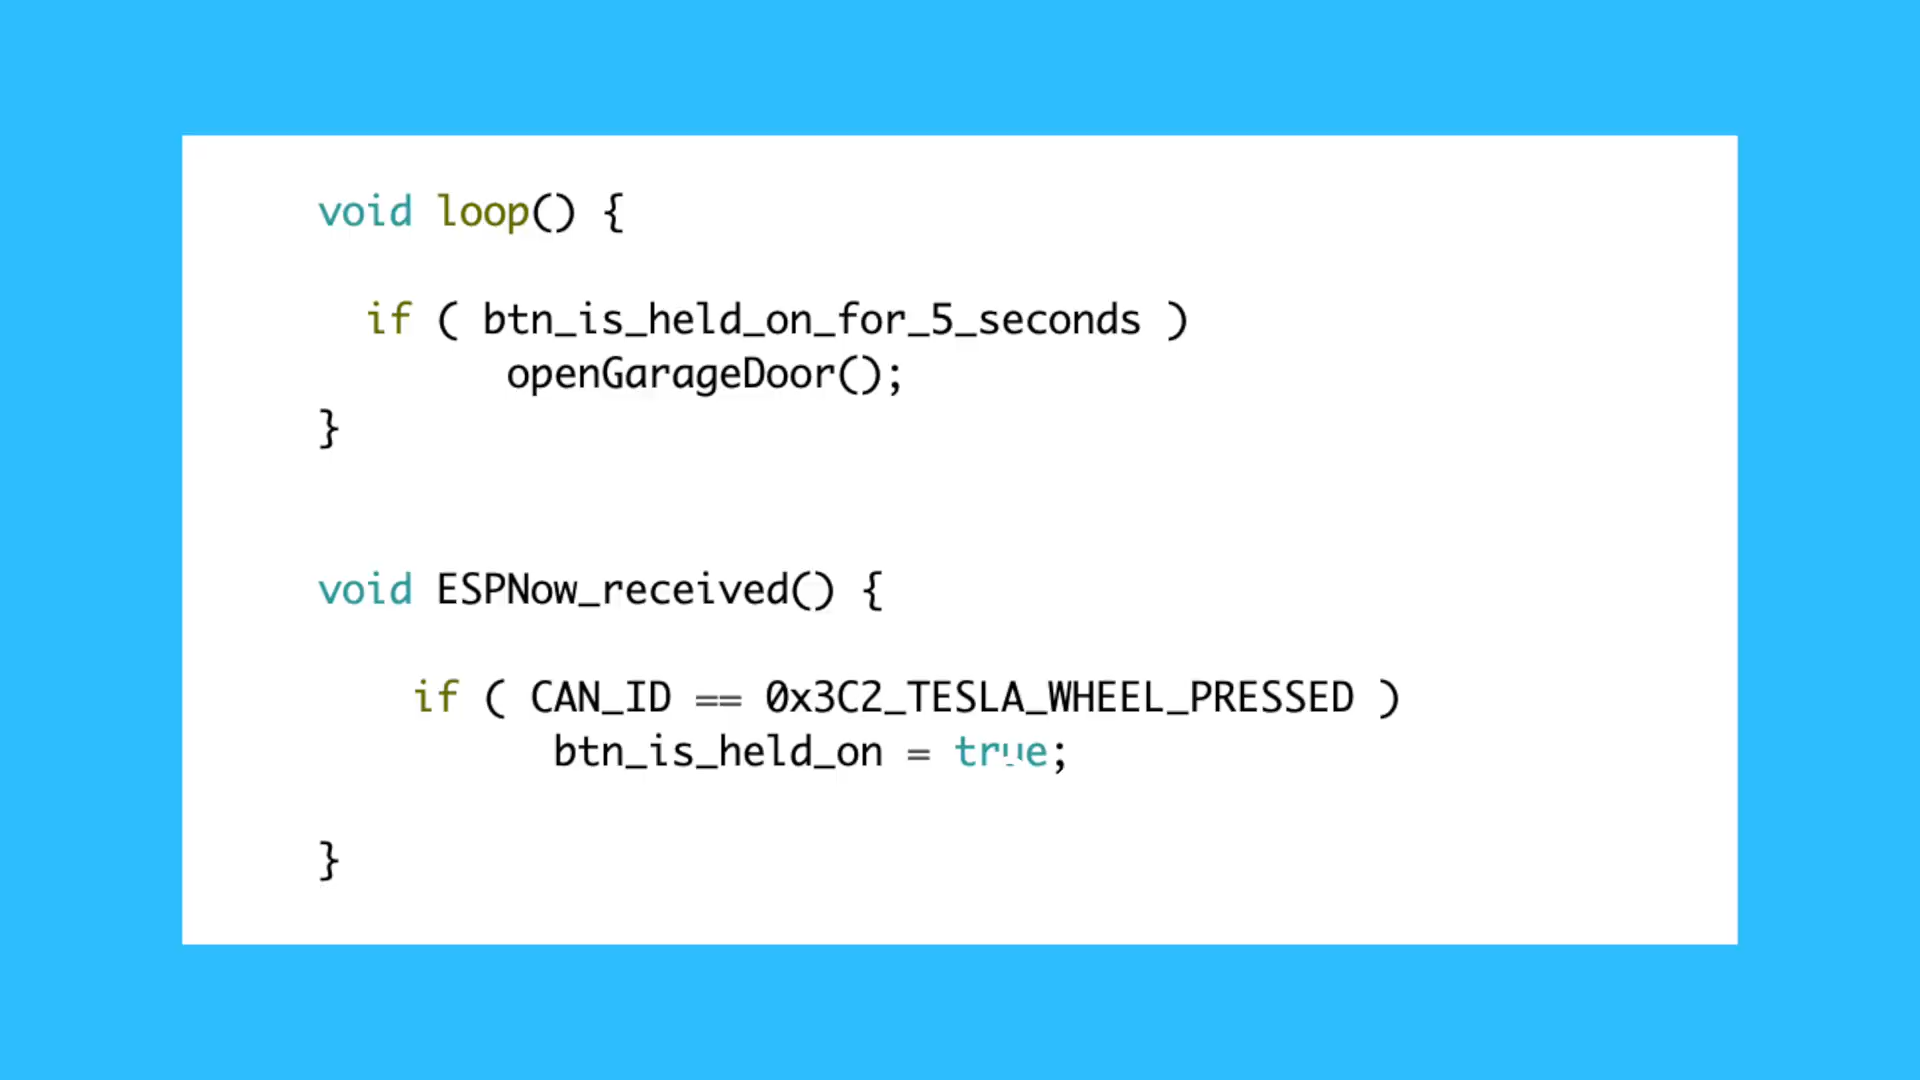 void loop() {
if ( btn_is_held_on_for_5_seconds )
openGarageDoor();
}
void ESPNow_received() {
if ( CAN_ID == 0x3C2_TESLA_WHEEL_PRESSED )
btn_is_held_on = true;
}